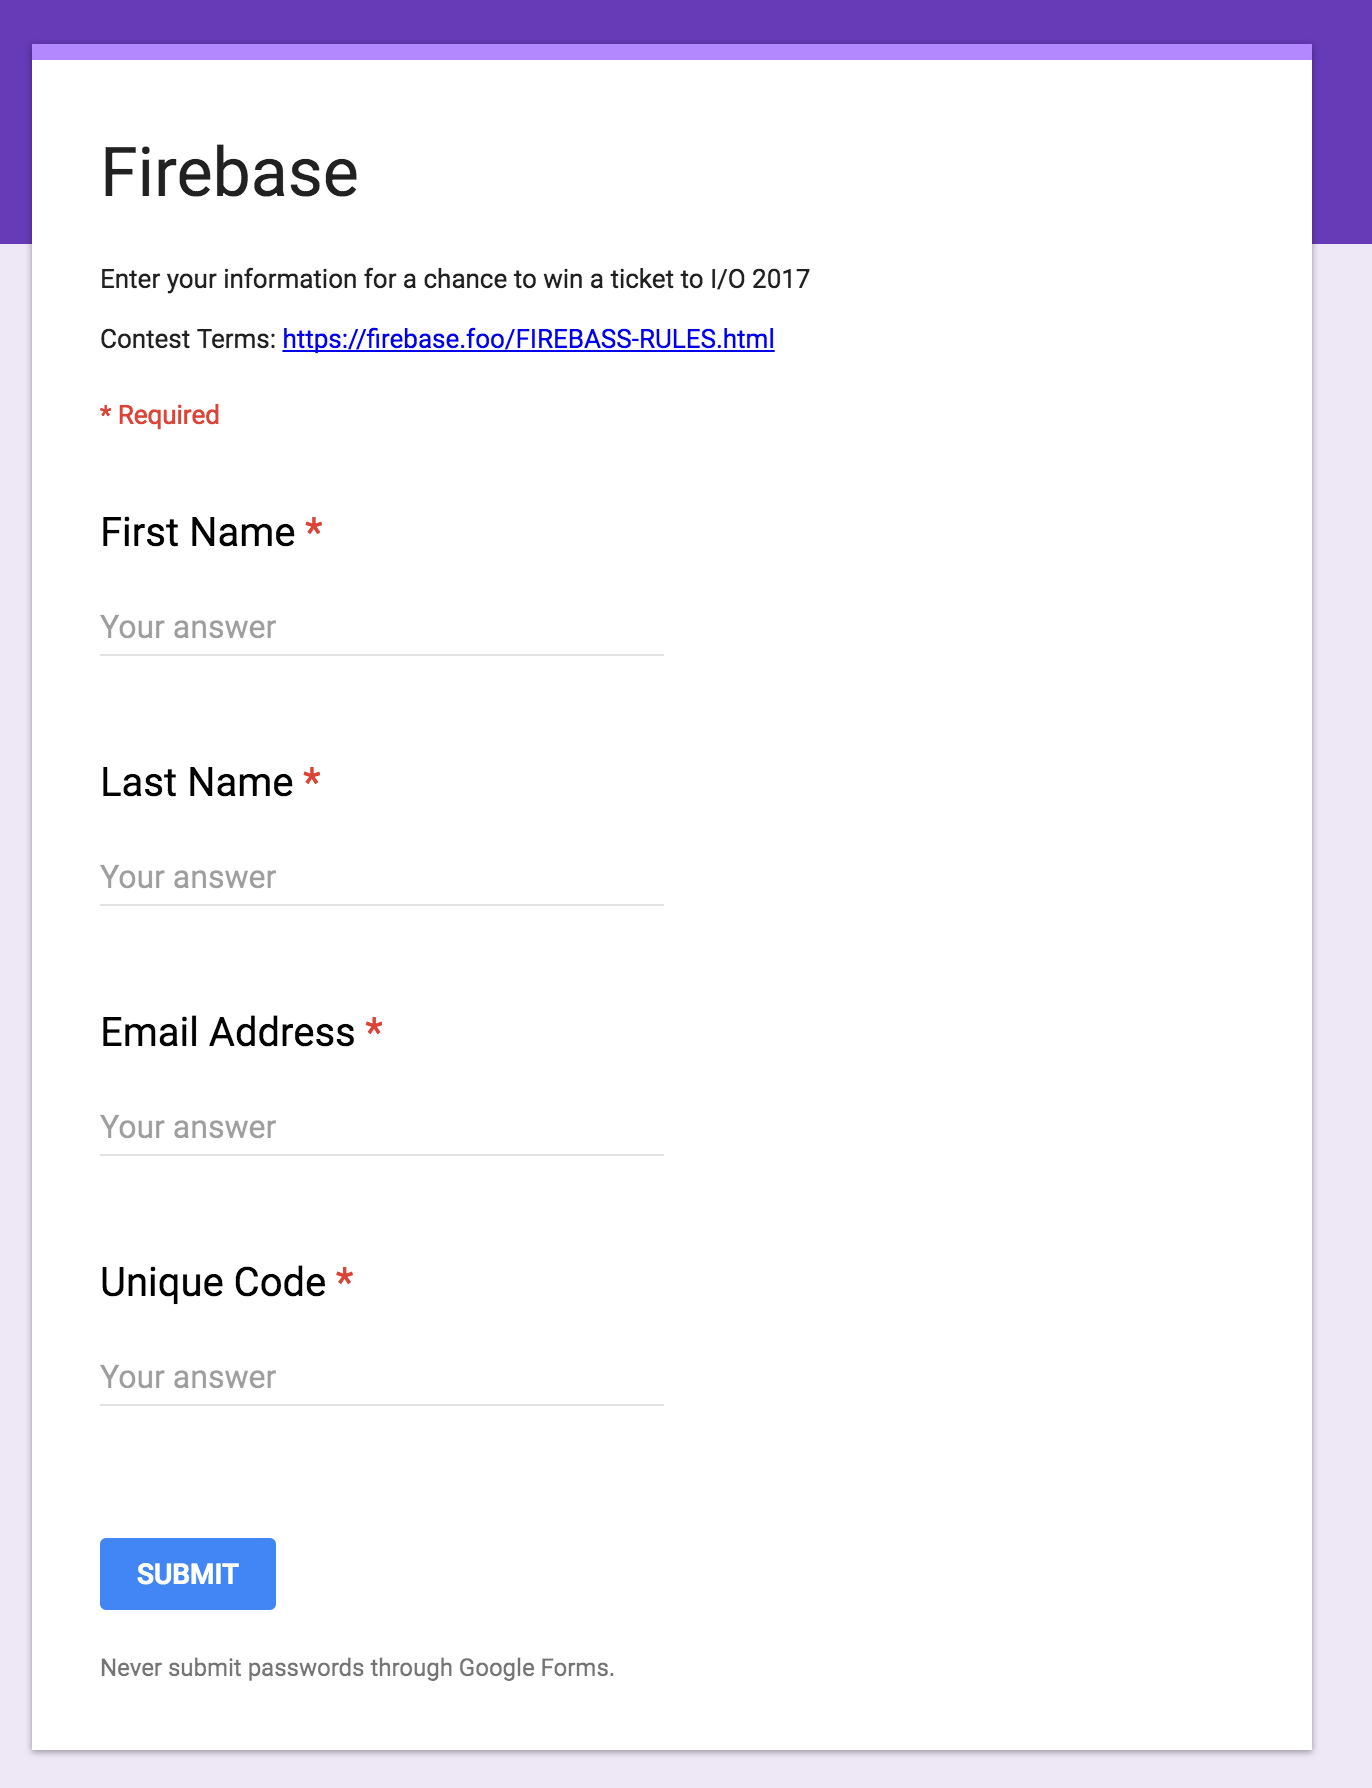 Firebase
Enter your information for a chance to win a ticket to I/O 2017
Contest Terms: https://firebase.foo/FIREBASS-RULES.html
* Required
First Name *
Your answer
Last Name *
Your answer
Email Address *
Your answer
Unique Code *
Your answer
SUBMIT
Never submit passwords through Google Forms.